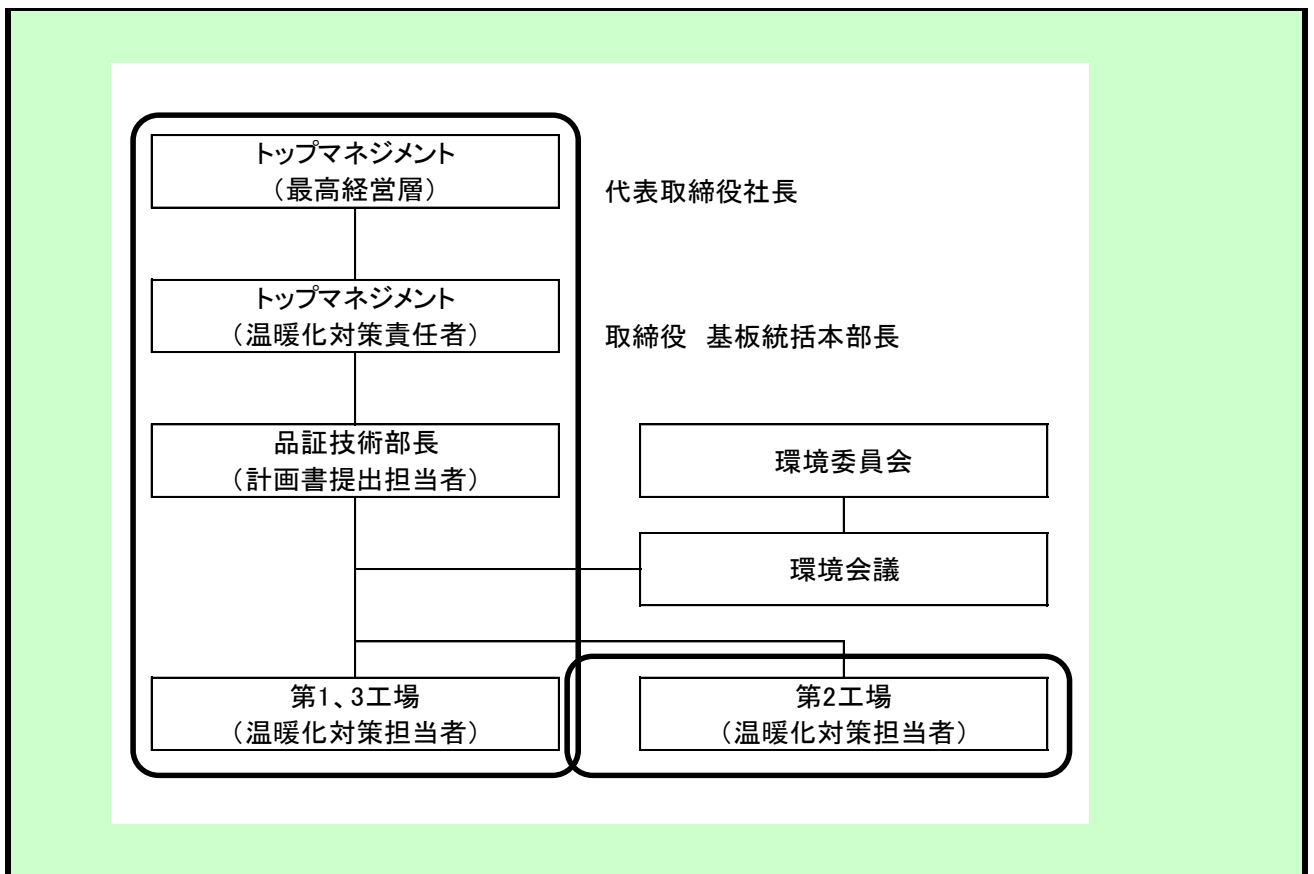 トップマネジメント
（最高経営層）
代表取締役社長
トップマネジメント
（温暖化対策責任者）
取締役　基板統括本部長
品証技術部長
（計画書提出担当者）
環境委員会
環境会議
第1、3工場
（温暖化対策担当者）
第2工場
（温暖化対策担当者）